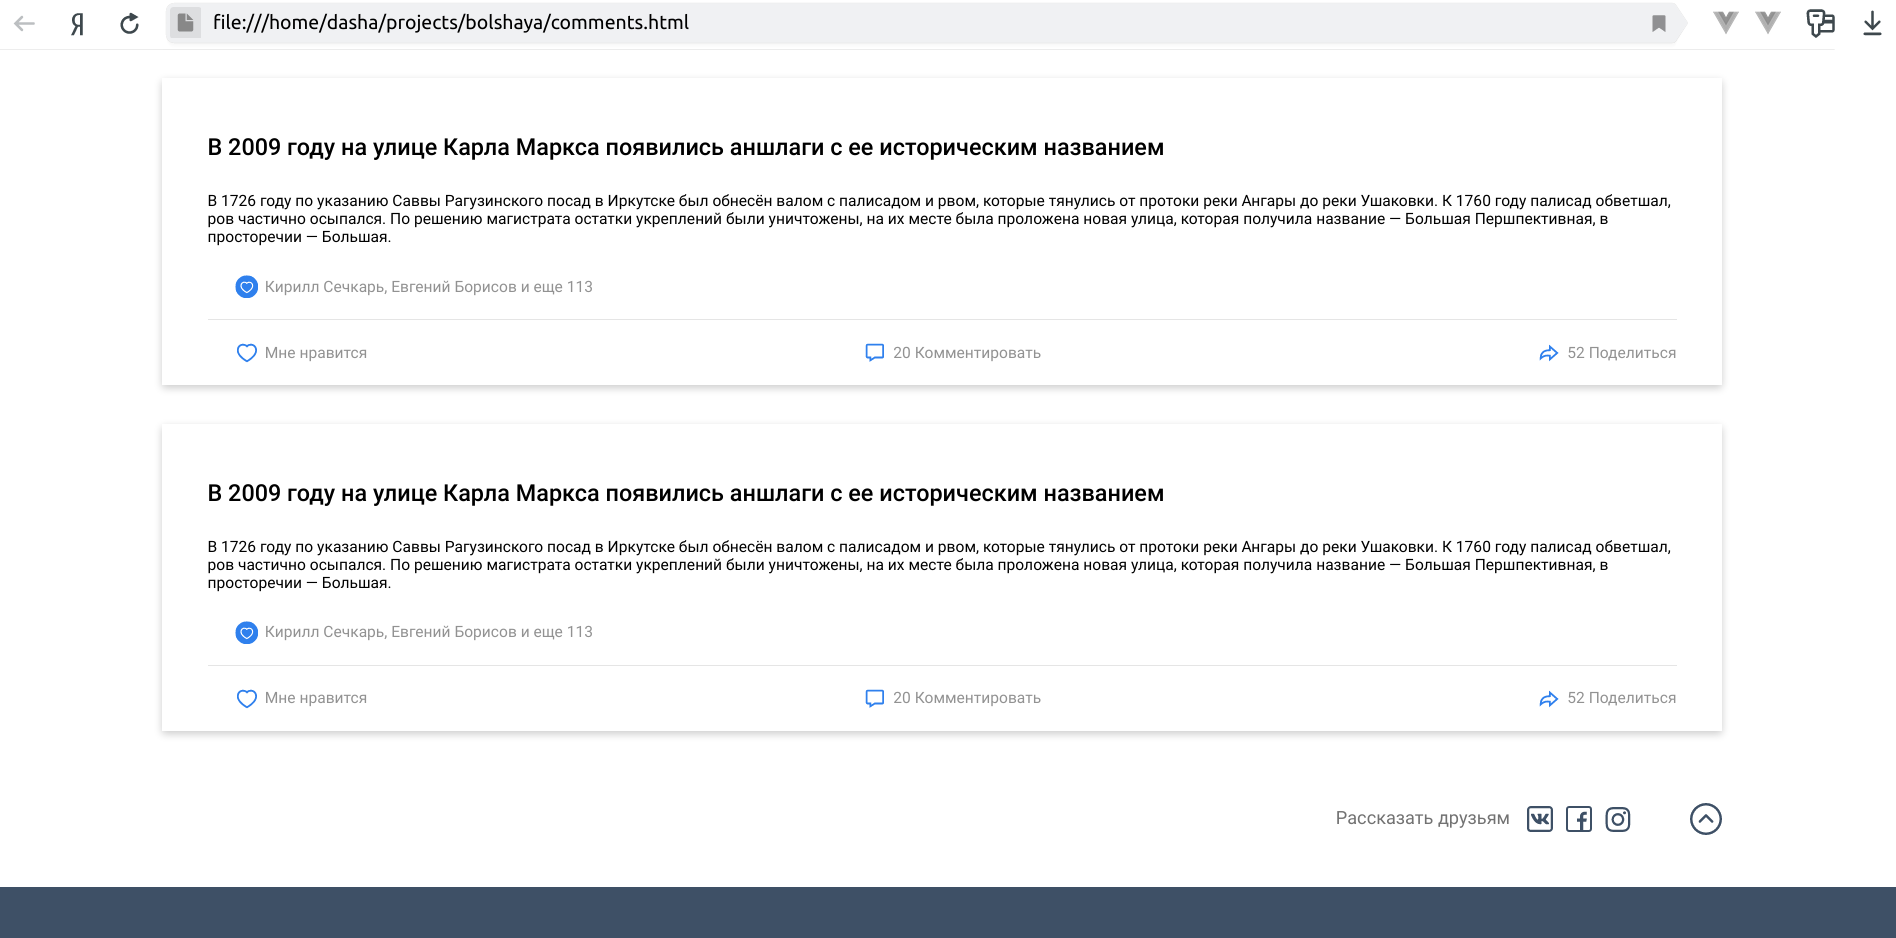 file:///home/dasha/projects/bolshaya/comments.html
В 2009 году на улице Карла Маркса появились аншлаги с ее историческим названием
В 1726 году по указанию Саввы Рагузинского посад в Иркутске был обнесён валом с палисадом и рвом, которые тянулись от протоки реки Ангары до реки Ушаковки. К 1760 году палисад обветшал,
ров частично осыпался. По решению магистрата остатки укреплений были уничтожены, на их месте была проложена новая улица, которая получила название — Большая Першпективная, в
просторечии — Большая.
Кирилл Сечкарь, Евгений Борисов и еще 113
Мне нравится
20 Комментировать
52 Поделиться
В 2009 году на улице Карла Маркса появились аншлаги с ее историческим названием
В 1726 году по указанию Саввы Рагузинского посад в Иркутске был обнесён валом с палисадом и рвом, которые тянулись от протоки реки Ангары до реки Ушаковки. К 1760 году палисад обветшал,
ров частично осыпался. По решению магистрата остатки укреплений были уничтожены, на их месте была проложена новая улица, которая получила название — Большая Першпективная, в
просторечии — Большая.
Кирилл Сечкарь, Евгений Борисов и еще 113
Мне нравится
20 Комментировать
52 Поделиться
Рассказать друзьям